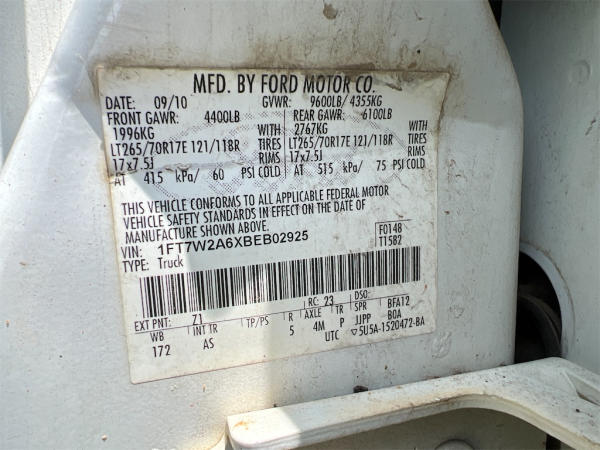 MFD. BY FORD MOTOR CO.
DATE: 09/10 GVWR: 9600LB/ 4355KG
FRONT GAWR: 4400LB REAR GAWR: 6100LB
1996KG WITH 2767KG WITH
LT265/70R17E 121/118R TIRES LT265/70R17E 121/118R TIRES
17x7.5J RIMS 17x7.5J RIMS
AT 415 kPa/ 60 PSI COLD AT 515 kPa/ 75 PSI COLD
THIS VEHICLE CONFORMS TO ALL APPLICABLE FEDERAL MOTOR
VEHICLE SAFETY STANDARDS IN EFFECT ON THE DATE OF
MANUFACTURE SHOWN ABOVE.
VIN: 1FT7W2A6XBEB02925 F0148
TYPE: Truck T1582
EXT PNT: Z1 RC: 23 DSO:
WB INT TR TP/PS R AXLE TR SPR BFA12
172 AS 5 4M P JJPP BOA
UTC ▽5U5A-1520472-BA